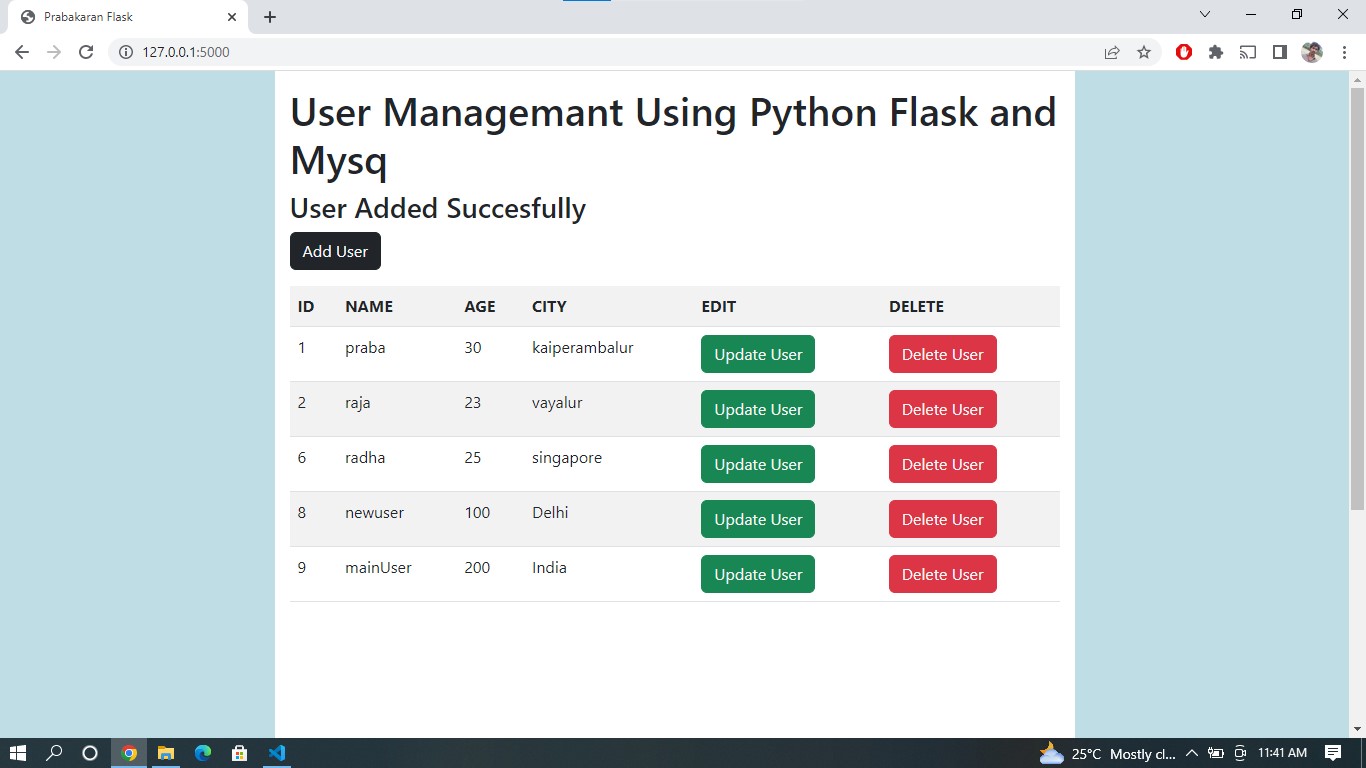 Prabakaran Flask
127.0.0.1:5000
User Managemant Using Python Flask and
Mysq
User Added Succesfully
Add User
ID NAME AGE CITY EDIT DELETE
1 praba 30 kaiperambalur Update User Delete User
2 raja 23 vayalur Update User Delete User
6 radha 25 singapore Update User Delete User
8 newuser 100 Delhi Update User Delete User
9 mainUser 200 India Update User Delete User
25°C Mostly cl... 11:41 AM